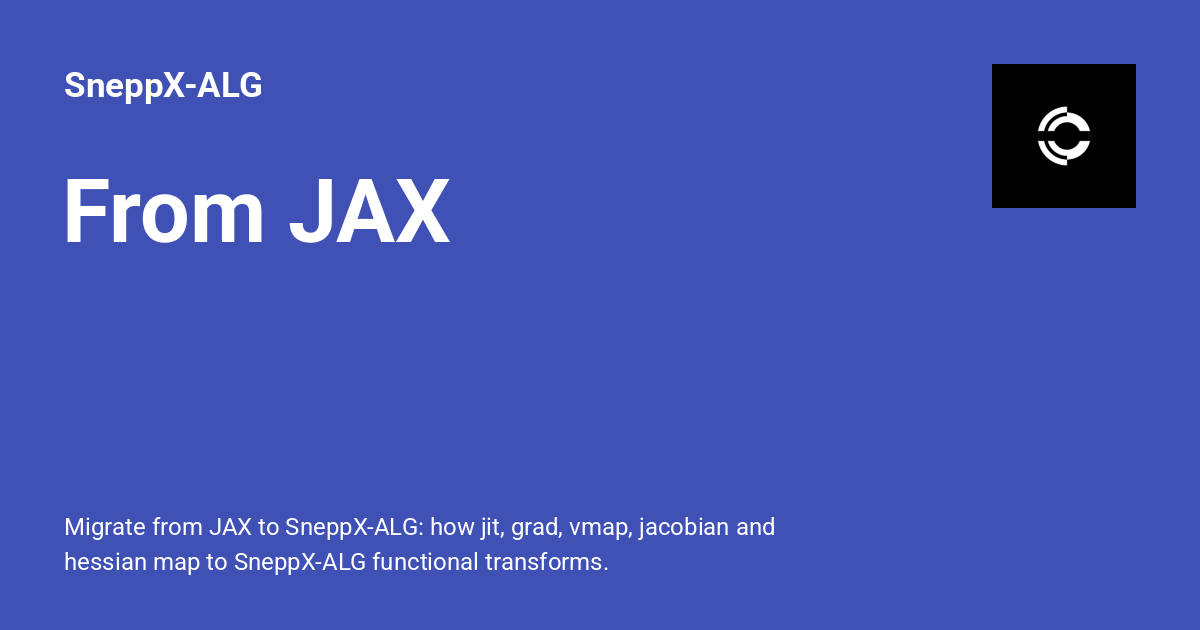 SneppX-ALG
From JAX
Migrate from JAX to SneppX-ALG: how jit, grad, vmap, jacobian and
hessian map to SneppX-ALG functional transforms.